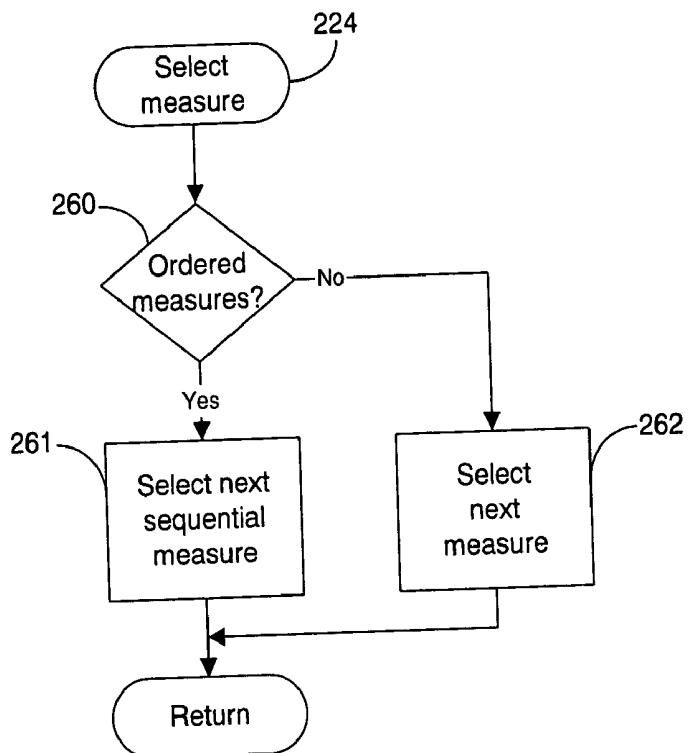 224
Select
measure
260
Ordered
measures?
No
Yes
261
Select next
sequential
measure
262
Select
next
measure
Return